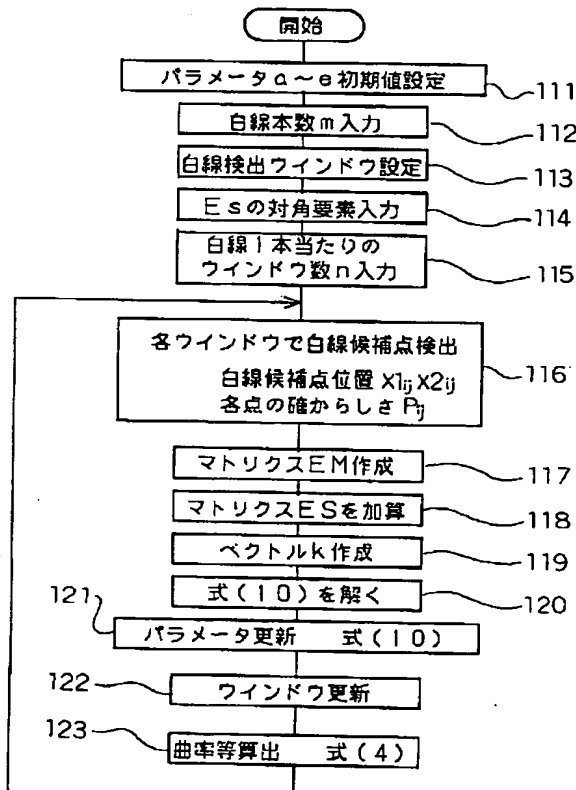 開始
パラメータa～e初期値設定
111
白線本数m入力
112
白線検出ウインドウ設定
113
Esの対角要素入力
114
白線1本当たりの
ウインドウ数n入力
115
各ウインドウで白線候補点検出
白線候補点位置 X1ij X2ij
各点の確からしさ Pij
116
マトリクスEM作成
117
マトリクスESを加算
118
ベクトルk作成
119
式(10)を解く
120
121
パラメータ更新 式(10)
122
ウインドウ更新
123
曲率等算出 式(4)